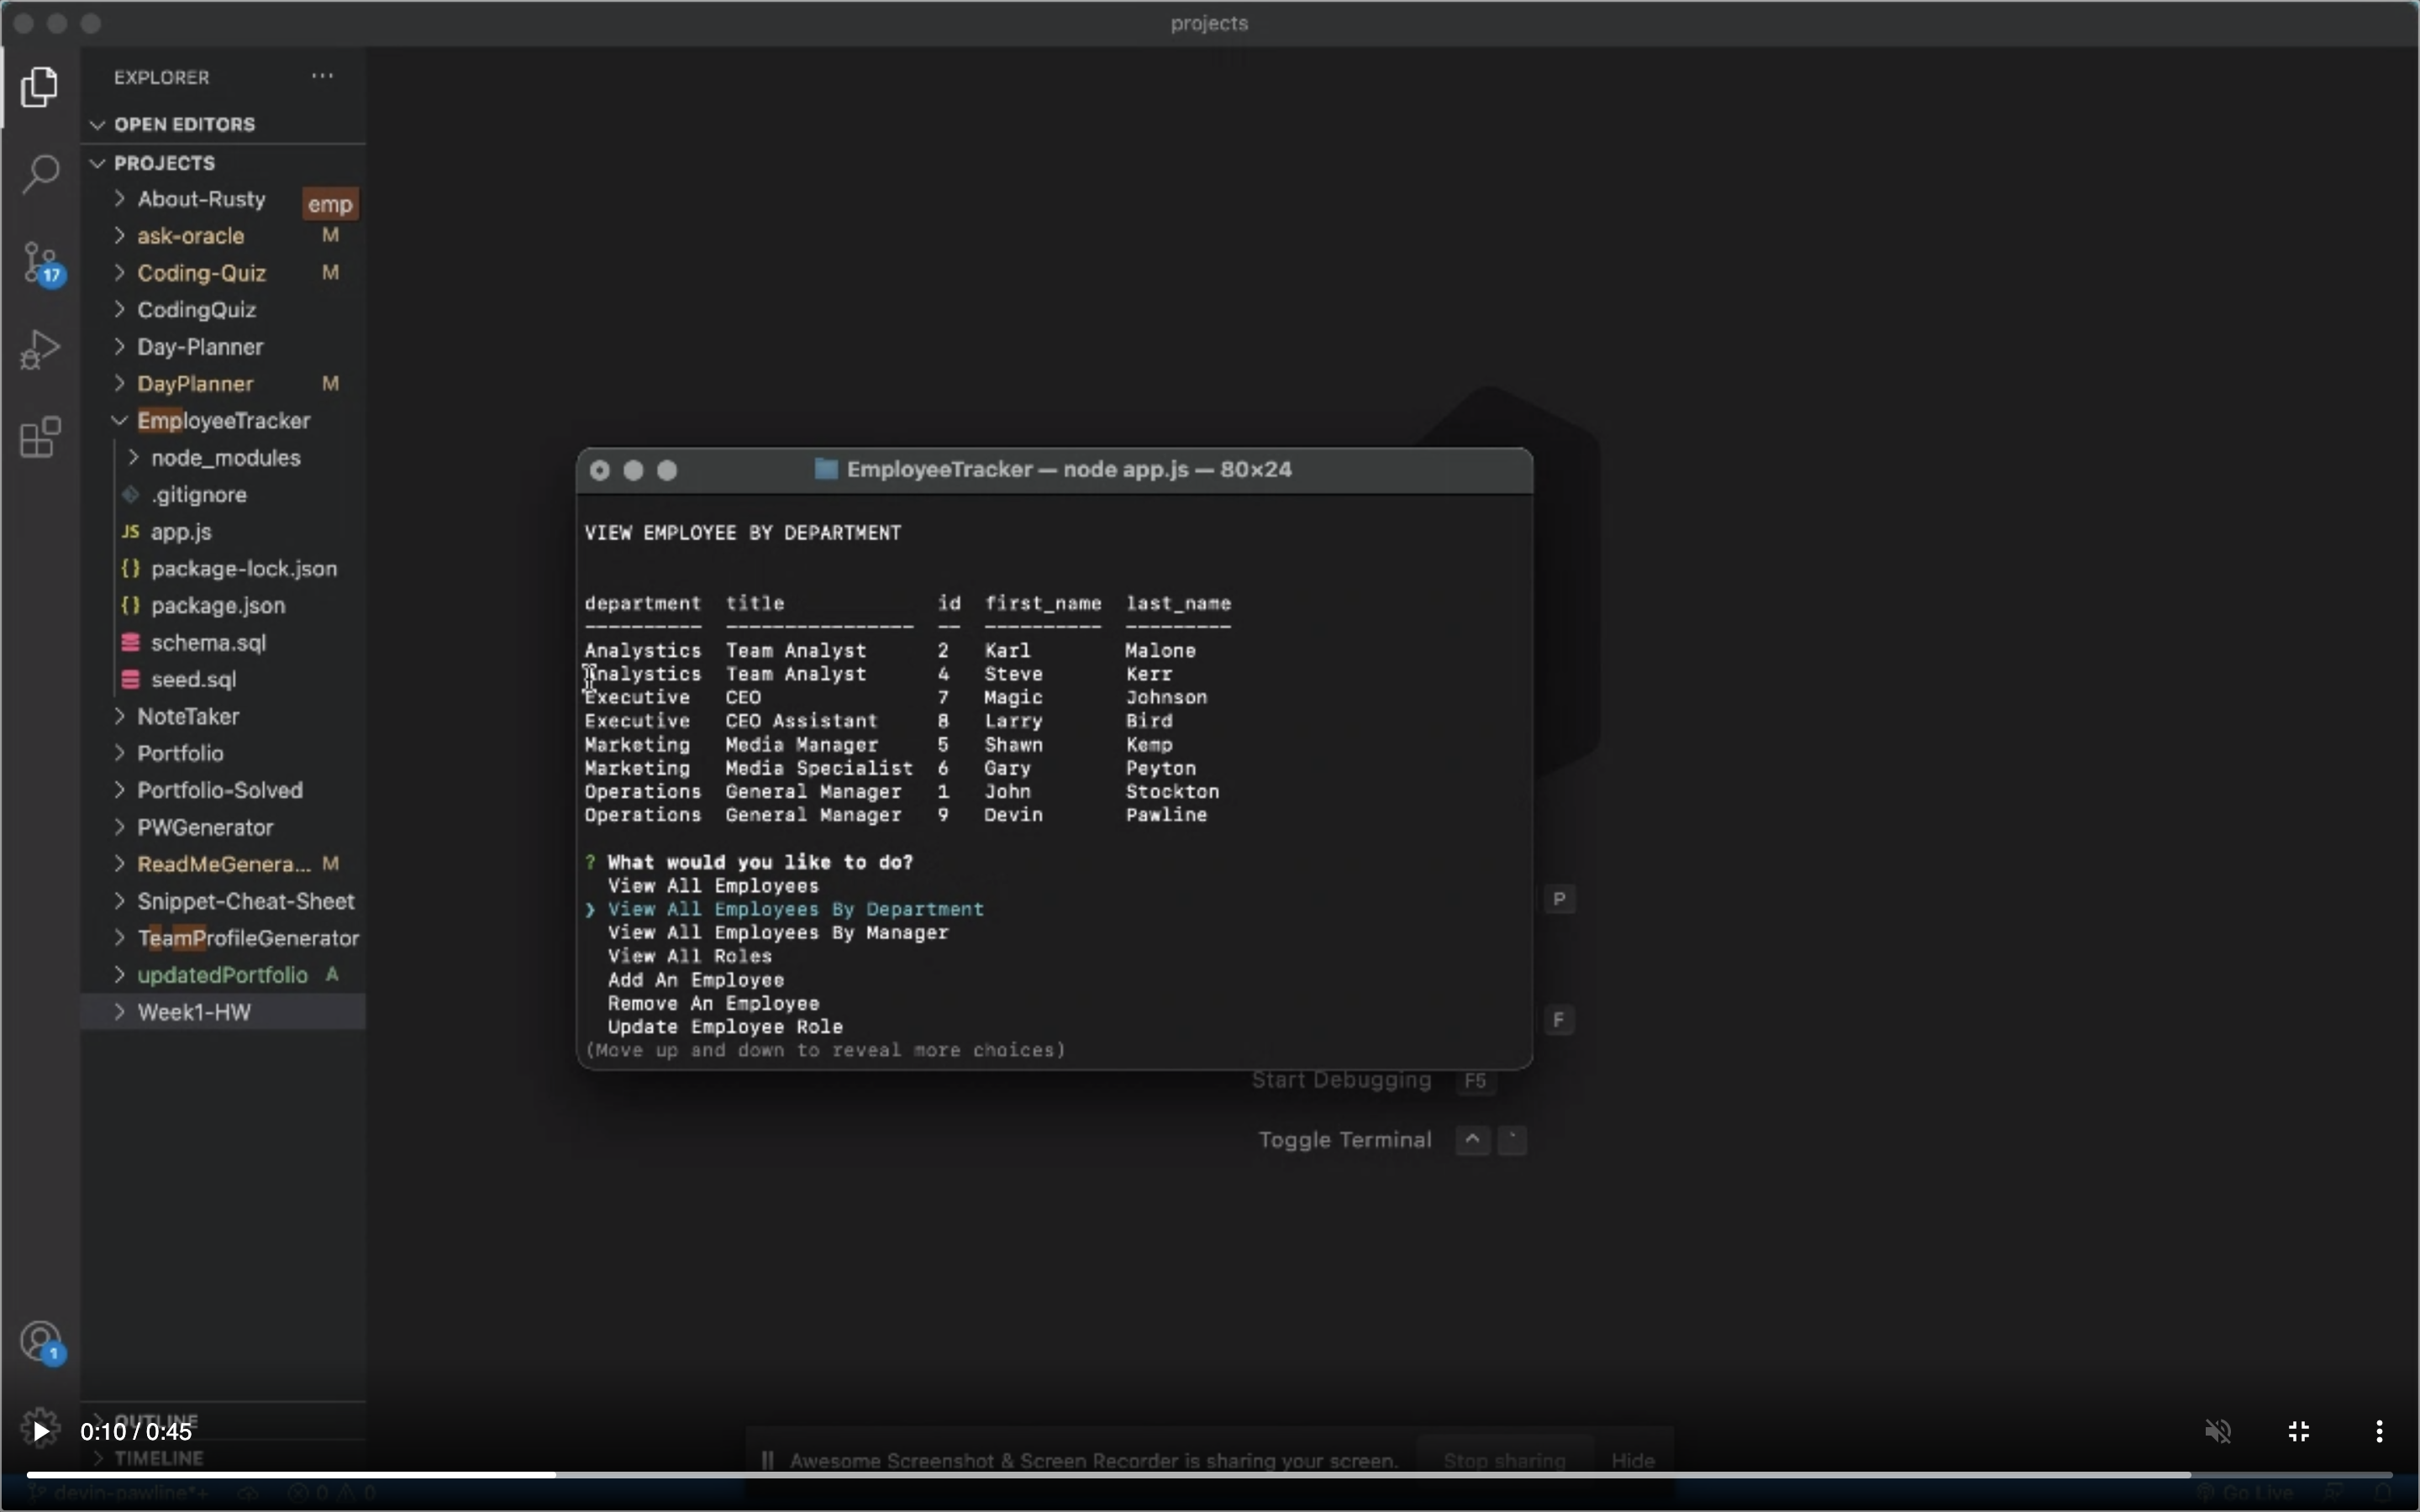 projects
EXPLORER ...
OPEN EDITORS
PROJECTS
About-Rusty
emp
ask-oracle M
Coding-Quiz M
CodingQuiz
Day-Planner
DayPlanner M
EmployeeTracker
node_modules
.gitignore
JS app.js
{} package-lock.json
{} package.json
schema.sql
seed.sql
NoteTaker
Portfolio
Portfolio-Solved
PWGenerator
ReadMeGenera... M
Snippet-Cheat-Sheet
TeamProfileGenerator
updatedPortfolio A
Week1-HW
17
1
OUTLINE
TIMELINE
EmployeeTracker — node app.js — 80×24
VIEW EMPLOYEE BY DEPARTMENT
department title id first_name last_name
---------- ---------------- -- ---------- ---------
Analystics Team Analyst 2 Karl Malone
Analystics Team Analyst 4 Steve Kerr
Executive CEO 7 Magic Johnson
Executive CEO Assistant 8 Larry Bird
Marketing Media Manager 5 Shawn Kemp
Marketing Media Specialist 6 Gary Peyton
Operations General Manager 1 John Stockton
Operations General Manager 9 Devin Pawline
? What would you like to do?
View All Employees
❯ View All Employees By Department
View All Employees By Manager
View All Roles
Add An Employee
Remove An Employee
Update Employee Role
(Move up and down to reveal more choices)
P
F
Start Debugging F5
Toggle Terminal ^ `
0:10 / 0:45
Awesome Screenshot & Screen Recorder is sharing your screen. Stop sharing Hide
devin-pawline*+ 0 0 Go Live